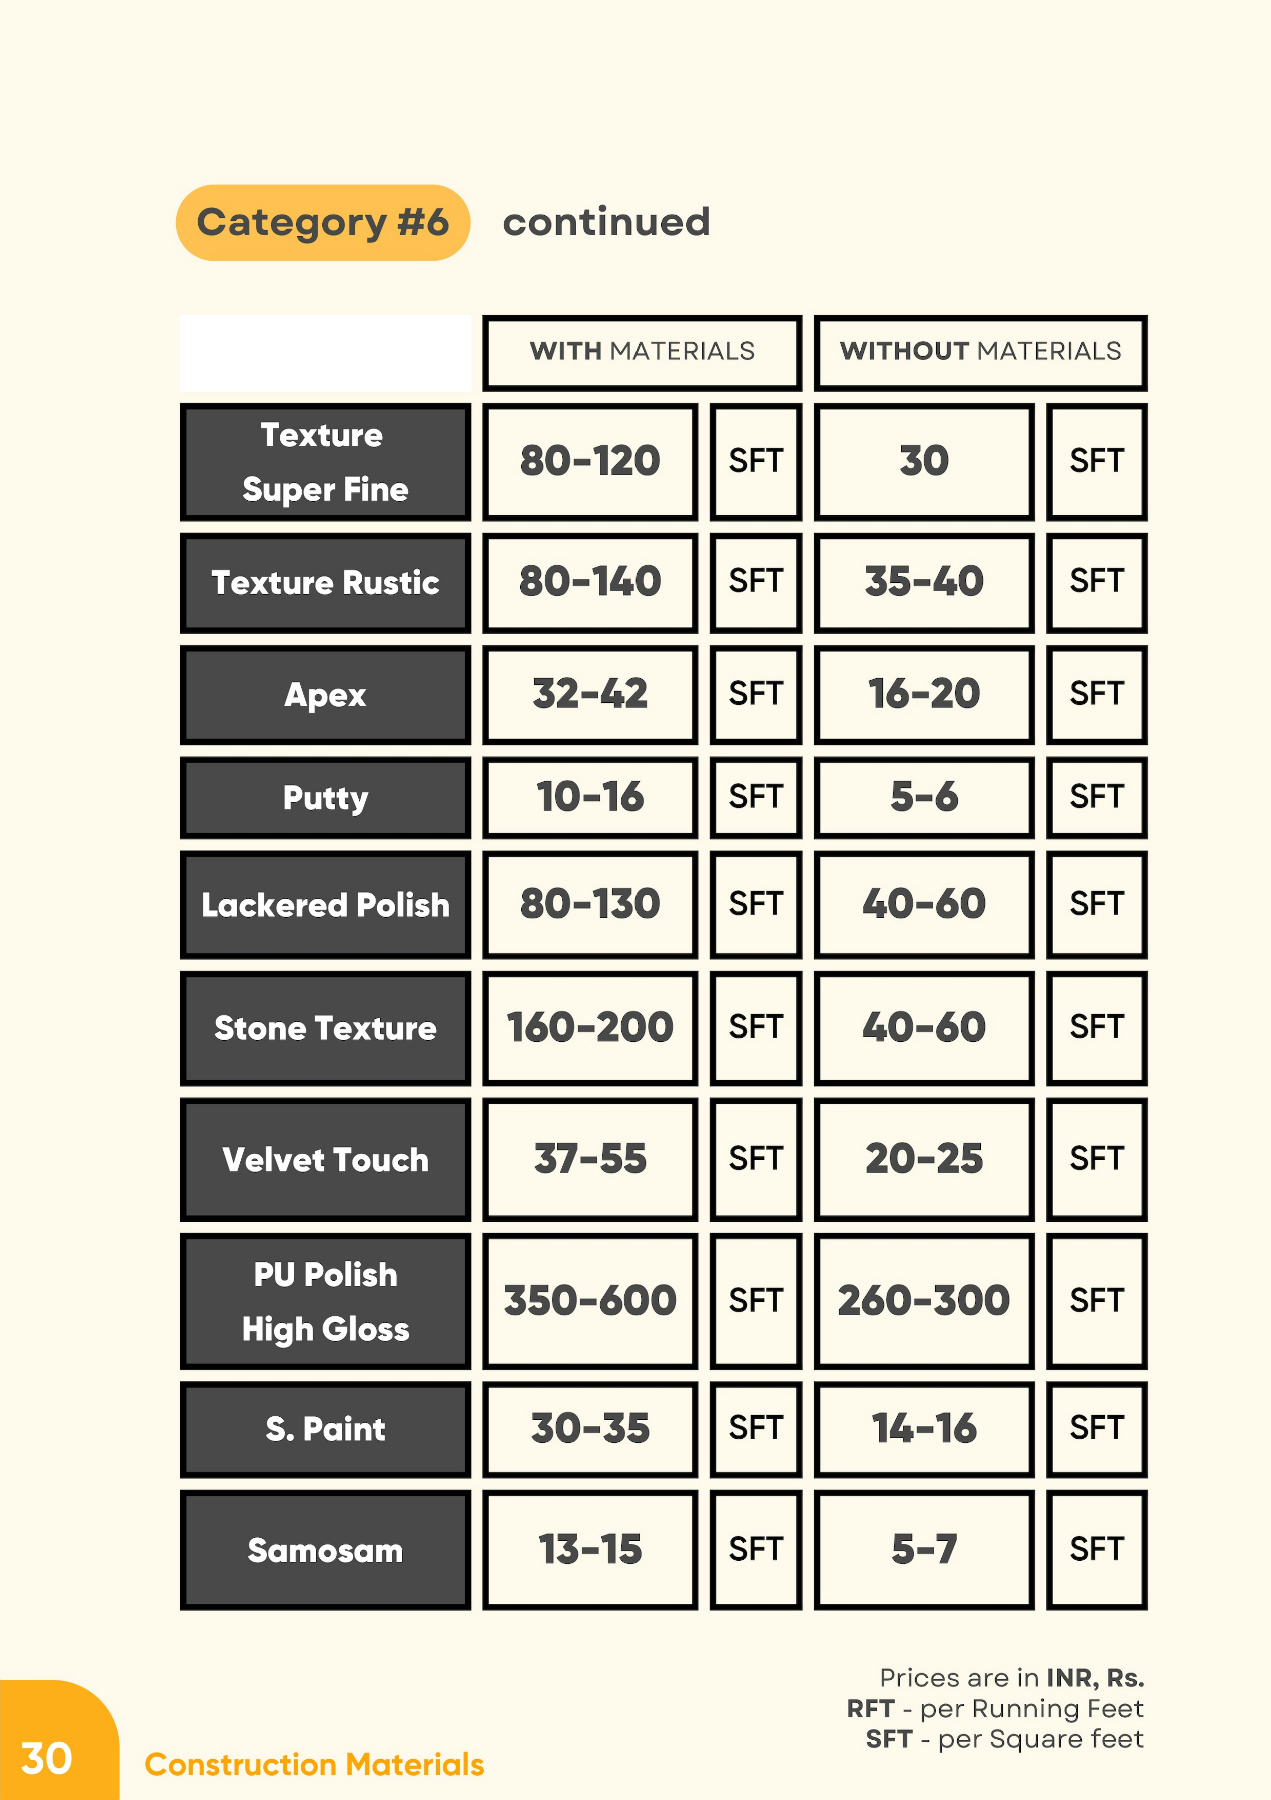 Category #6 continued
WITH MATERIALS WITHOUT MATERIALS
Texture
Super Fine
80-120 SFT 30 SFT
Texture Rustic 80-140 SFT 35-40 SFT
Apex 32-42 SFT 16-20 SFT
Putty 10-16 SFT 5-6 SFT
Lackered Polish 80-130 SFT 40-60 SFT
Stone Texture 160-200 SFT 40-60 SFT
Velvet Touch 37-55 SFT 20-25 SFT
PU Polish
High Gloss
350-600 SFT 260-300 SFT
S. Paint 30-35 SFT 14-16 SFT
Samosam 13-15 SFT 5-7 SFT
Prices are in INR, Rs.
RFT - per Running Feet
SFT - per Square feet
30 Construction Materials